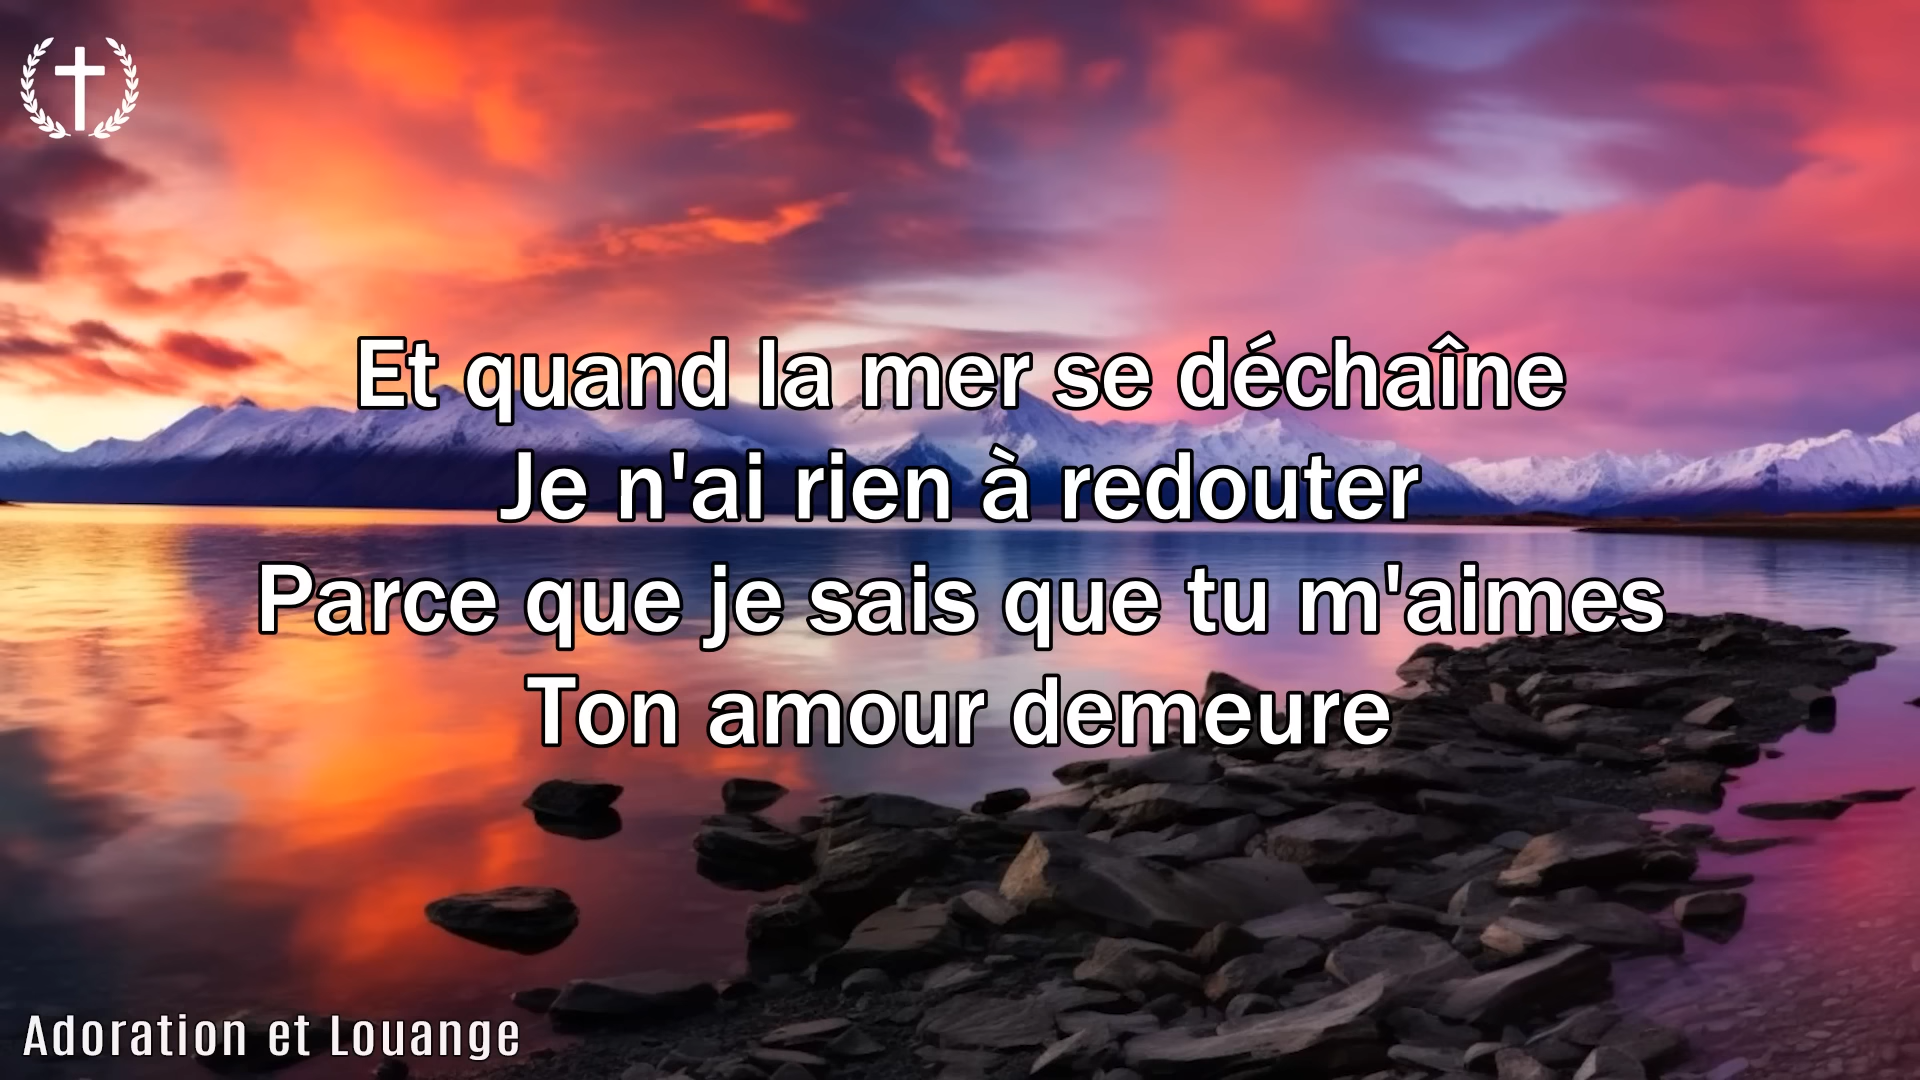 Et quand la mer se déchaîne
Je n'ai rien à redouter
Parce que je sais que tu m'aimes
Ton amour demeure
Adoration et Louange